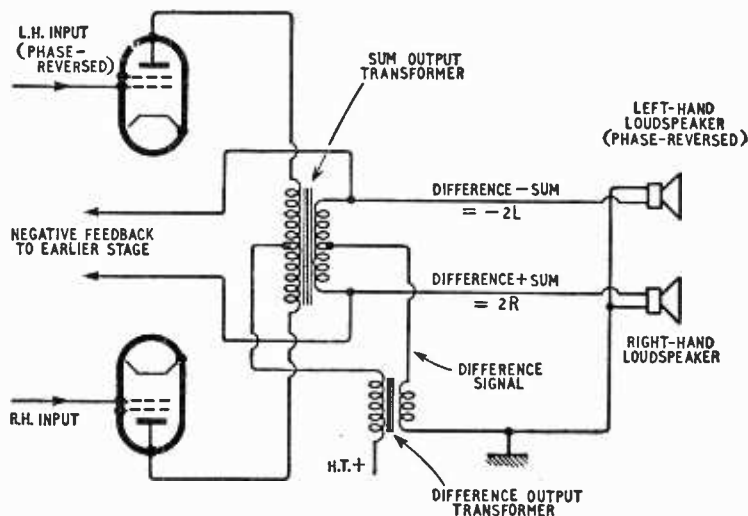 L.H. INPUT
(PHASE-
REVERSED)
SUM OUTPUT
TRANSFORMER
LEFT-HAND
LOUDSPEAKER
(PHASE-REVERSED)
DIFFERENCE-SUM
= -2L
NEGATIVE FEEDBACK
TO EARLIER STAGE
DIFFERENCE+SUM
= 2R
RIGHT-HAND
LOUDSPEAKER
DIFFERENCE
SIGNAL
R.H. INPUT
H.T.+
DIFFERENCE OUTPUT
TRANSFORMER